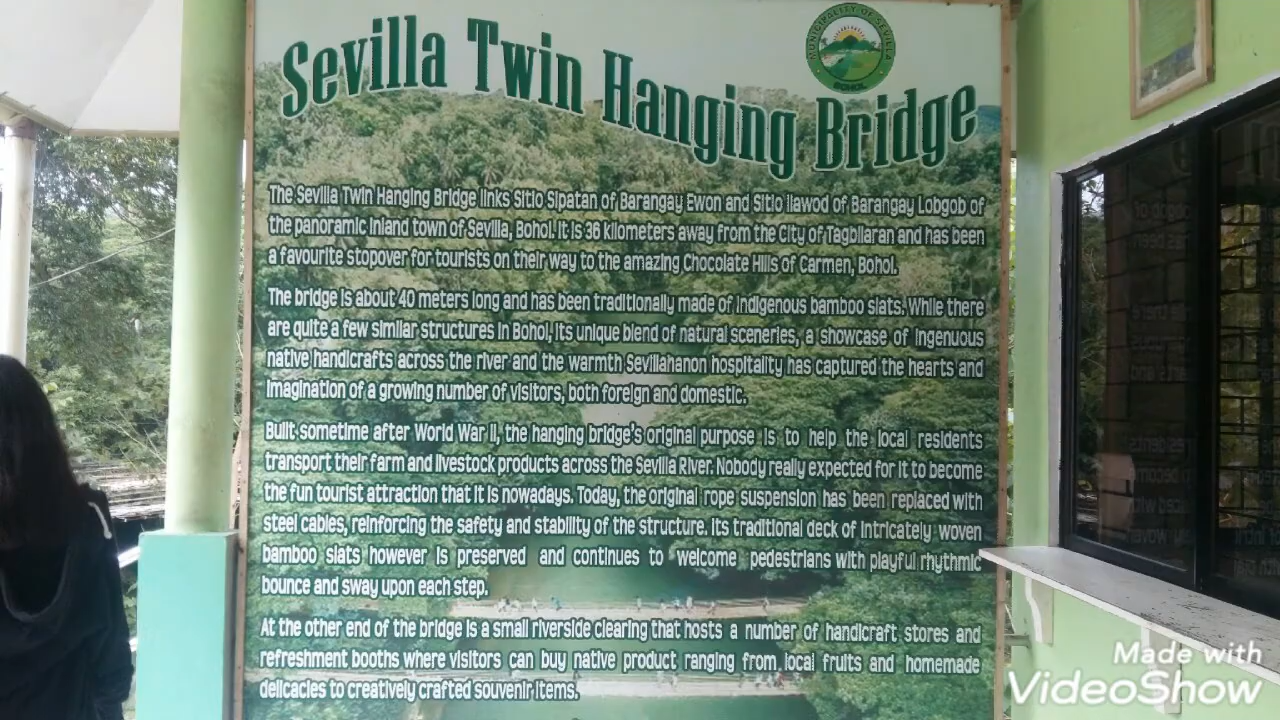 MUNICIPALITY OF SEVILLA
BOHOL
Sevilla Twin Hanging Bridge
The Sevilla Twin Hanging Bridge links Sitio Sipatan of Barangay Ewon and Sitio Ilawod of Barangay Lobgob of
the panoramic inland town of Sevilla, Bohol. It is 36 kilometers away from the City of Tagbilaran and has been
a favourite stopover for tourists on their way to the amazing Chocolate Hills of Carmen, Bohol.
The bridge is about 40 meters long and has been traditionally made of indigenous bamboo slats. While there
are quite a few similar structures in Bohol, its unique blend of natural sceneries, a showcase of ingenuous
native handicrafts across the river and the warmth Sevillahanon hospitality has captured the hearts and
imagination of a growing number of visitors, both foreign and domestic.
Built sometime after World War II, the hanging bridge's original purpose is to help the local residents
transport their farm and livestock products across the Sevilla River. Nobody really expected for it to become
the fun tourist attraction that it is nowadays. Today, the original rope suspension has been replaced with
steel cables, reinforcing the safety and stability of the structure. Its traditional deck of intricately woven
bamboo slats however is preserved and continues to welcome pedestrians with playful rhythmic
bounce and sway upon each step.
At the other end of the bridge is a small riverside clearing that hosts a number of handicraft stores and
refreshment booths where visitors can buy native product ranging from local fruits and homemade
delicacies to creatively crafted souvenir items.
Made with
VideoShow